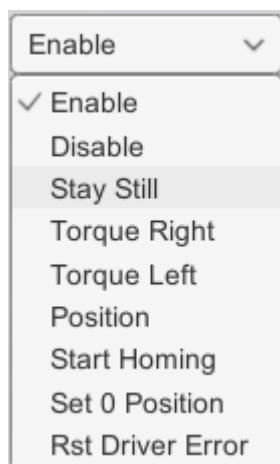 Enable
Enable
Disable
Stay Still
Torque Right
Torque Left
Position
Start Homing
Set 0 Position
Rst Driver Error